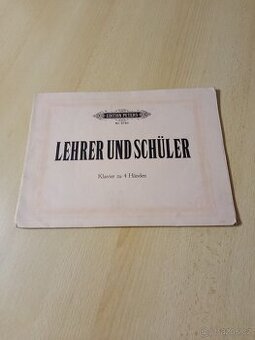 EDITION PETERS
LEHRER UND SCHÜLER
Klavier zu 4 Händen